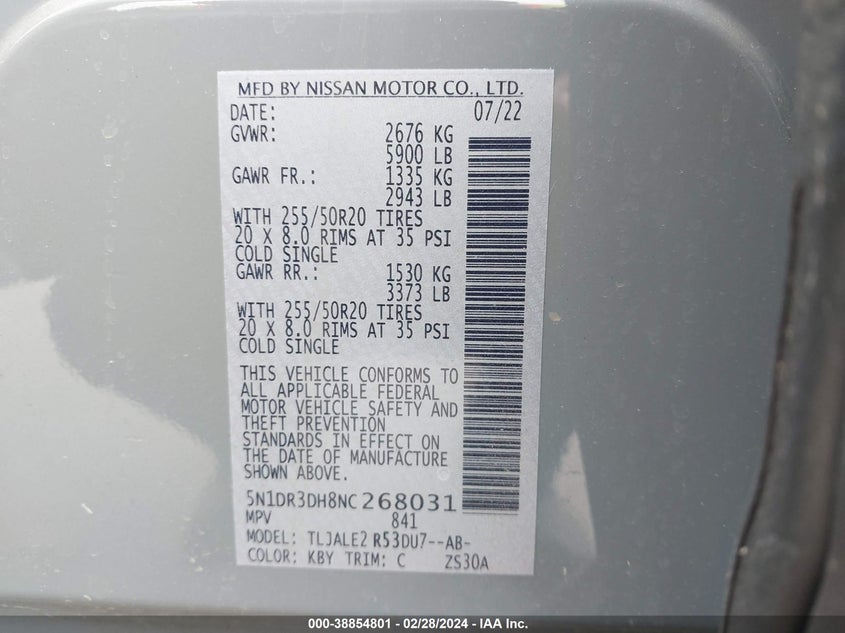 MFD BY NISSAN MOTOR CO., LTD.
DATE: 07/22
GVWR: 2676 KG
5900 LB
GAWR FR.: 1335 KG
2943 LB
WITH 255/50R20 TIRES
20 X 8.0 RIMS AT 35 PSI
COLD SINGLE
GAWR RR.: 1530 KG
3373 LB
WITH 255/50R20 TIRES
20 X 8.0 RIMS AT 35 PSI
COLD SINGLE
THIS VEHICLE CONFORMS TO
ALL APPLICABLE FEDERAL
MOTOR VEHICLE SAFETY AND
THEFT PREVENTION
STANDARDS IN EFFECT ON
THE DATE OF MANUFACTURE
SHOWN ABOVE.
5N1DR3DH8NC268031
MPV 841
MODEL: TLJALE2 R53DU7--AB-
COLOR: KBY TRIM: C ZS30A
000-38854801 - 02/28/2024 - IAA Inc.